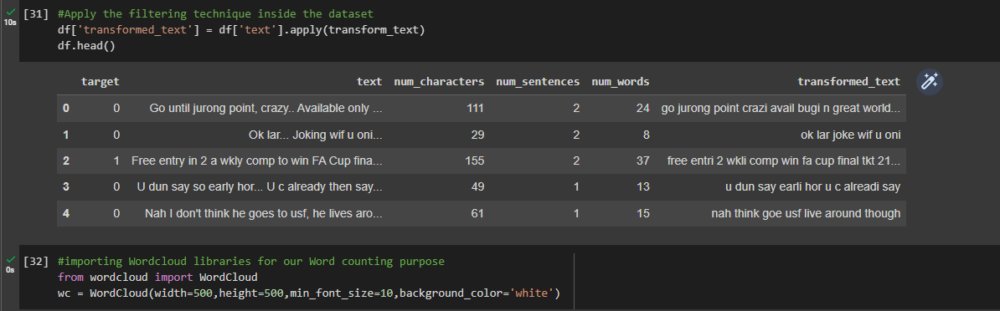 [31] #Apply the filtering technique inside the dataset
10s df['transformed_text'] = df['text'].apply(transform_text)
df.head()
target text num_characters num_sentences num_words transformed_text
0 0 Go until jurong point, crazy.. Available only ... 111 2 24 go jurong point crazi avail bugi n great world...
1 0 Ok lar... Joking wif u oni... 29 2 8 ok lar joke wif u oni
2 1 Free entry in 2 a wkly comp to win FA Cup fina... 155 2 37 free entri 2 wkli comp win fa cup final tkt 21...
3 0 U dun say so early hor... U c already then say... 49 1 13 u dun say earli hor u c alreadi say
4 0 Nah I don't think he goes to usf, he lives aro... 61 1 15 nah think goe usf live around though
[32] #importing Wordcloud libraries for our Word counting purpose
0s from wordcloud import WordCloud
wc = WordCloud(width=500,height=500,min_font_size=10,background_color='white')